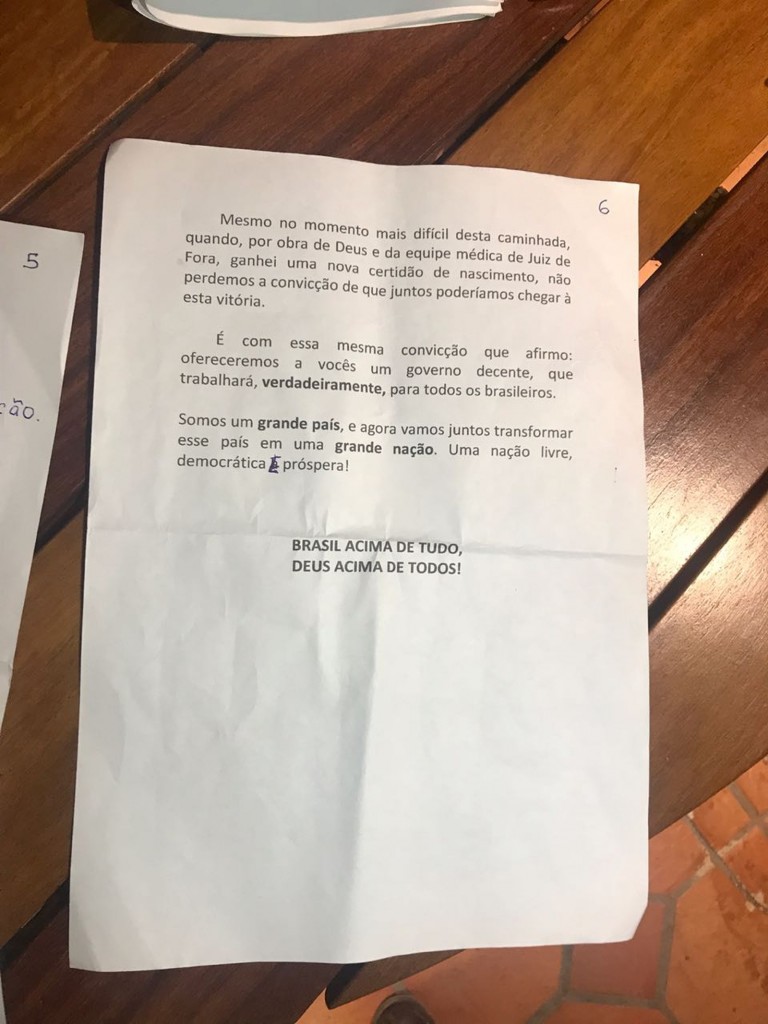 6
Mesmo no momento mais difícil desta caminhada,
quando, por obra de Deus e da equipe médica de Juiz de
Fora, ganhei uma nova certidão de nascimento, não
perdemos a convicção de que juntos poderíamos chegar à
esta vitória.
É com essa mesma convicção que afirmo:
ofereceremos a vocês um governo decente, que
trabalhará, verdadeiramente, para todos os brasileiros.
Somos um grande país, e agora vamos juntos transformar
esse país em uma grande nação. Uma nação livre,
democrática E próspera!
BRASIL ACIMA DE TUDO,
DEUS ACIMA DE TODOS!
5
ção.